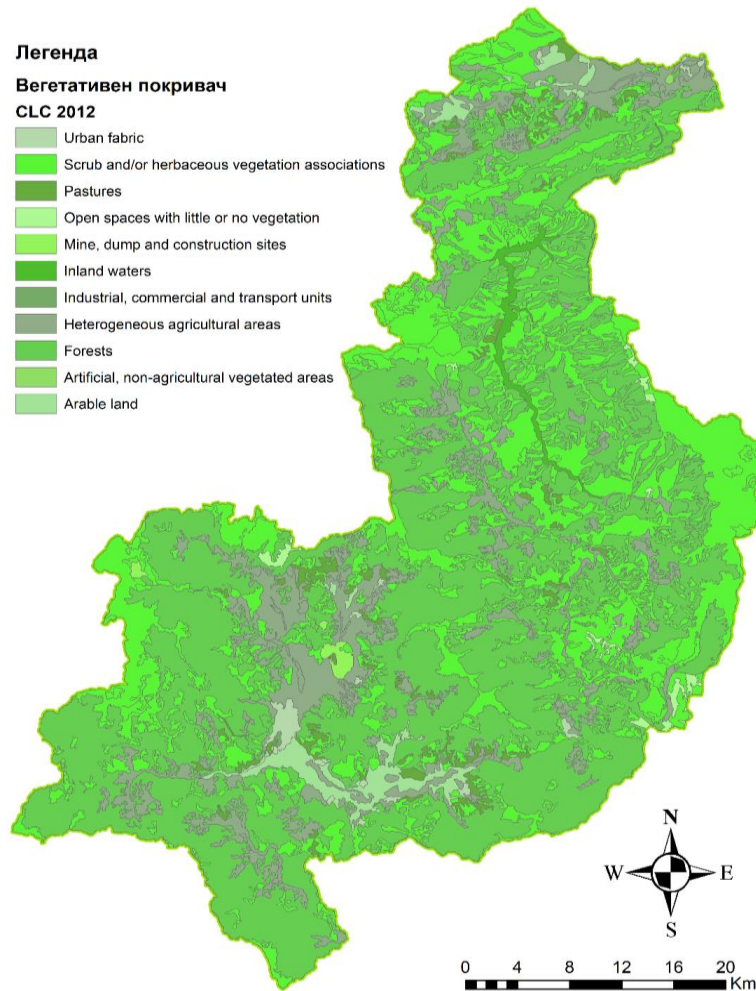 Легенда
Вегетативен покривач
CLC 2012
Urban fabric
Scrub and/or herbaceous vegetation associations
Pastures
Open spaces with little or no vegetation
Mine, dump and construction sites
Inland waters
Industrial, commercial and transport units
Heterogeneous agricultural areas
Forests
Artificial, non-agricultural vegetated areas
Arable land
N
W E
S
0 4 8 12 16 20
Km